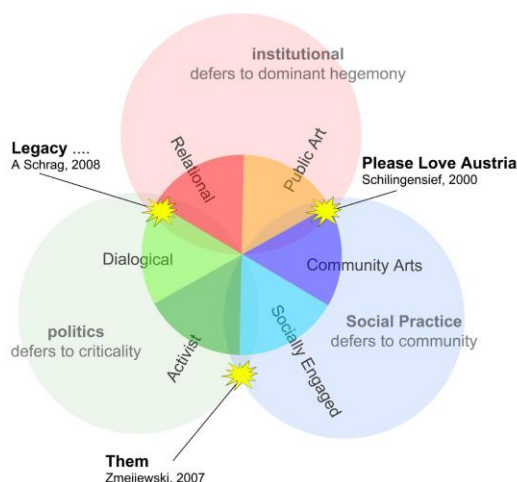 institutional
defers to dominant hegemony
Legacy ....
A Schrag, 2008
Relational
Public Art
Please Love Austria
Schilingensief, 2000
Dialogical
Community Arts
politics
defers to criticality
Activist
Socially Engaged
Social Practice
defers to community
Them
Zmeijewski, 2007